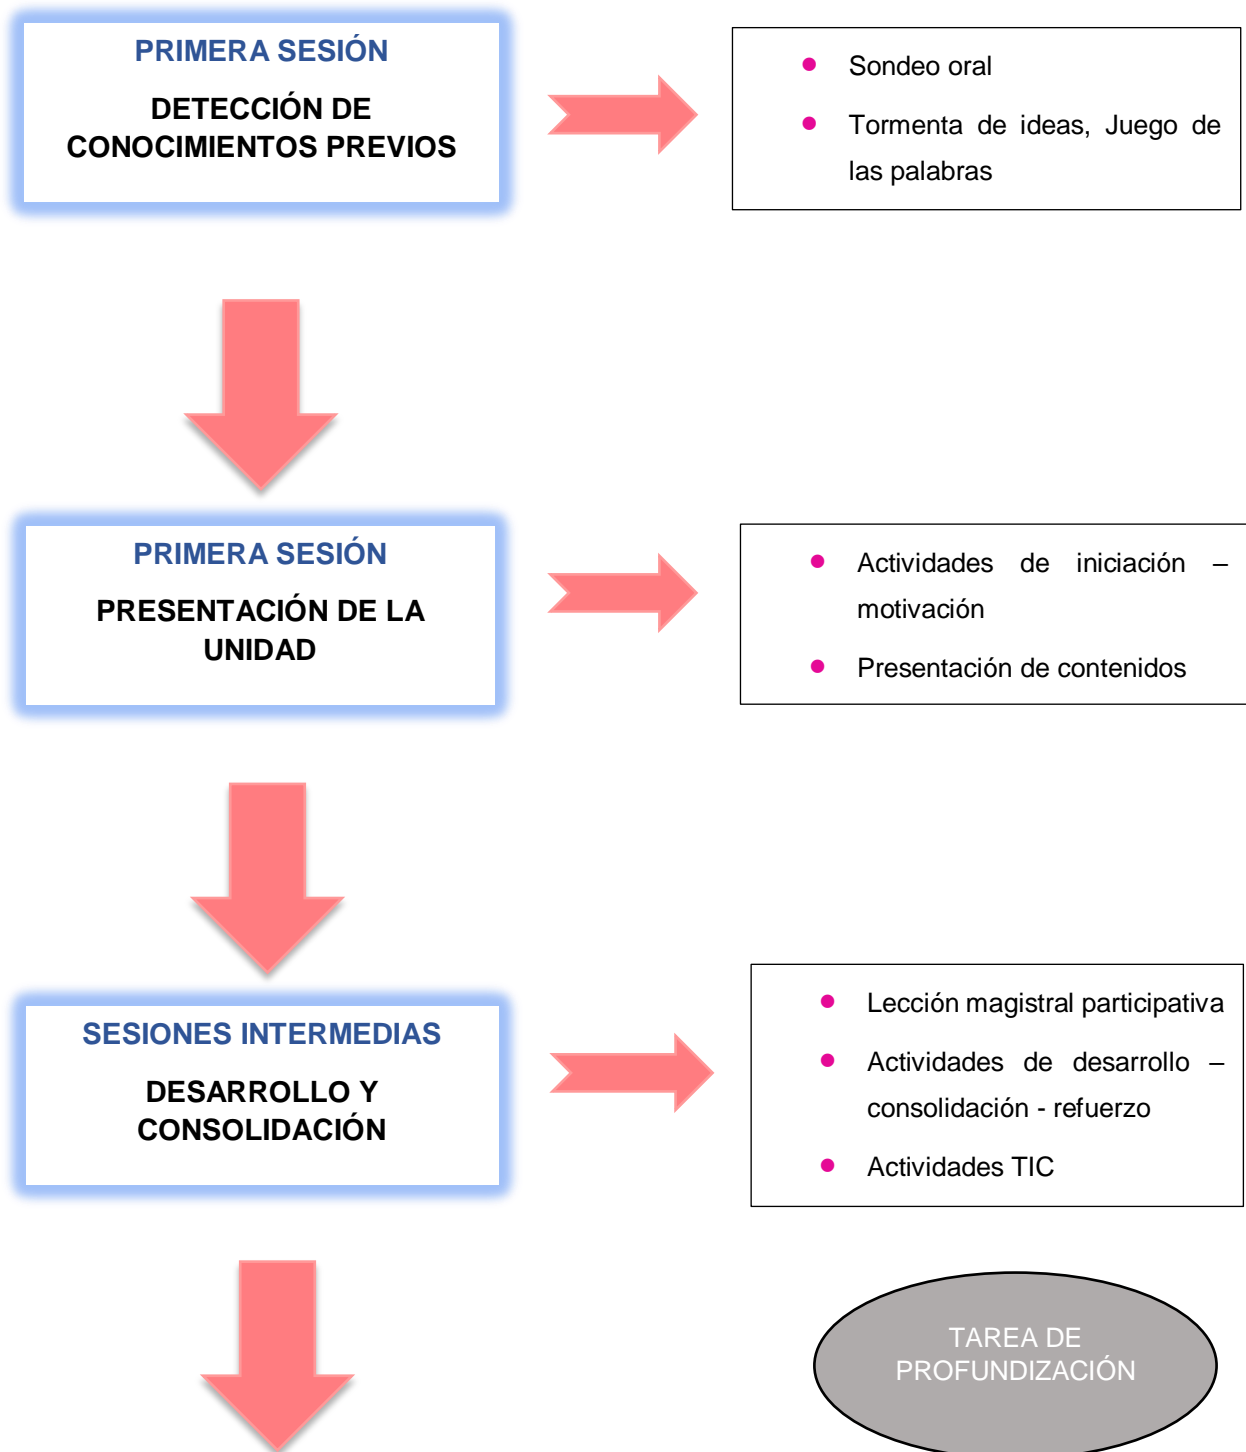 PRIMERA SESIÓN
DETECCIÓN DE
CONOCIMIENTOS PREVIOS
● Sondeo oral
● Tormenta de ideas, Juego de
las palabras
PRIMERA SESIÓN
PRESENTACIÓN DE LA
UNIDAD
● Actividades de iniciación –
motivación
● Presentación de contenidos
SESIONES INTERMEDIAS
DESARROLLO Y
CONSOLIDACIÓN
● Lección magistral participativa
● Actividades de desarrollo –
consolidación - refuerzo
● Actividades TIC
TAREA DE
PROFUNDIZACIÓN